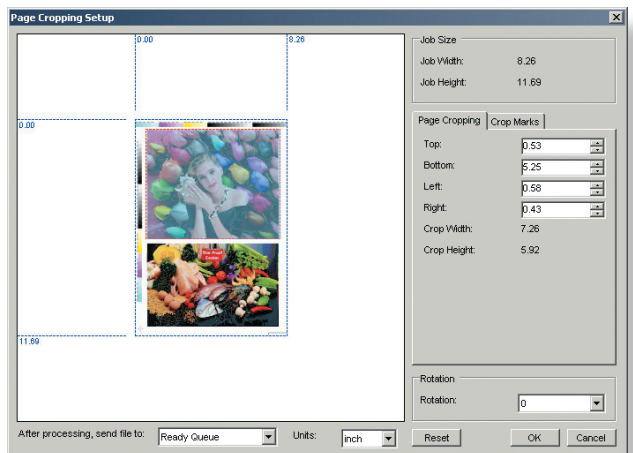 Page Cropping Setup
0.00 8.26
0.00
11.69
Job Size
Job Width: 8.26
Job Height: 11.69
Page Cropping Crop Marks
Top: 0.53
Bottom: 5.25
Left: 0.58
Right: 0.43
Crop Width: 7.26
Crop Height: 5.92
Rotation
Rotation: 0
After processing, send file to: Ready Queue Units: inch Reset OK Cancel